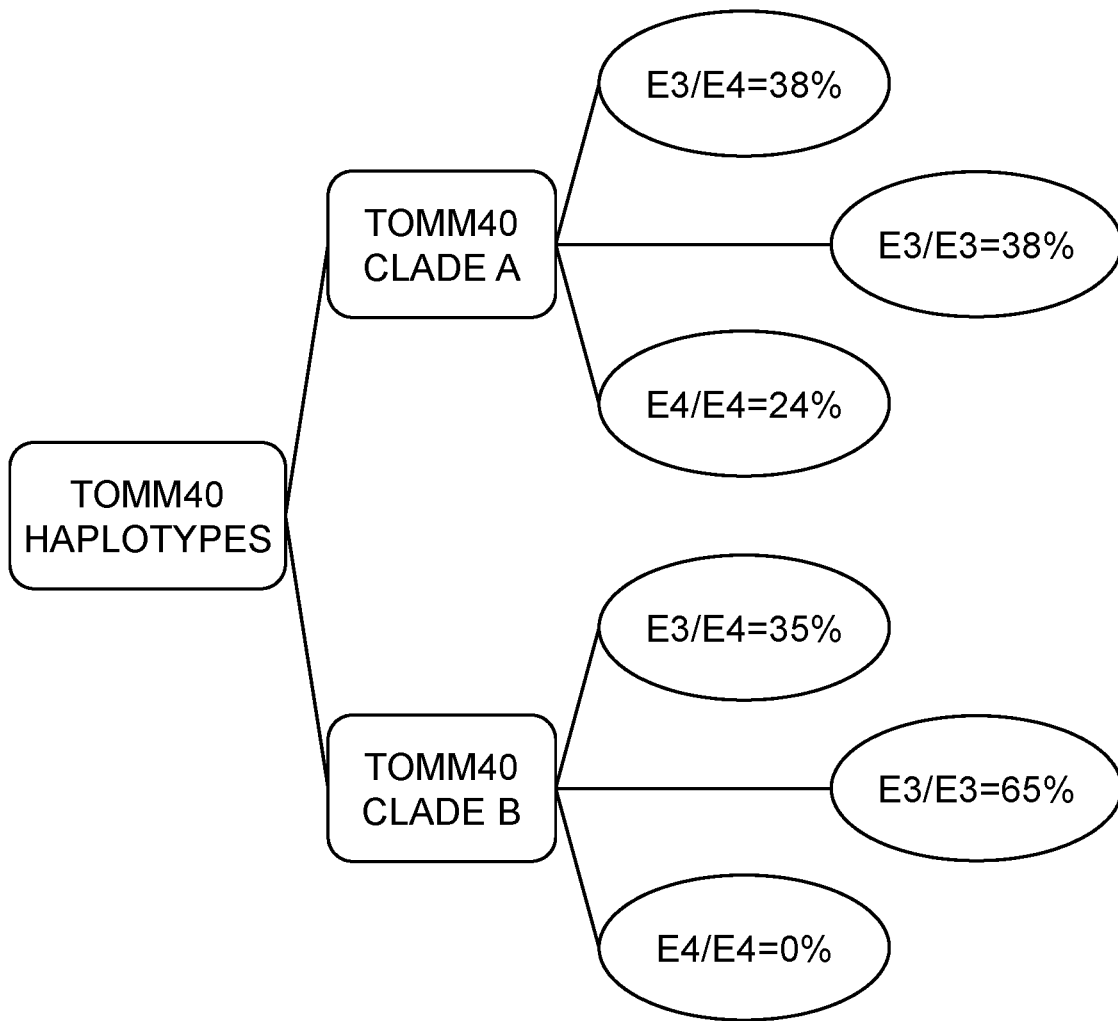 E3/E4=38%
TOMM40
CLADE A
E3/E3=38%
E4/E4=24%
TOMM40
HAPLOTYPES
E3/E4=35%
TOMM40
CLADE B
E3/E3=65%
E4/E4=0%